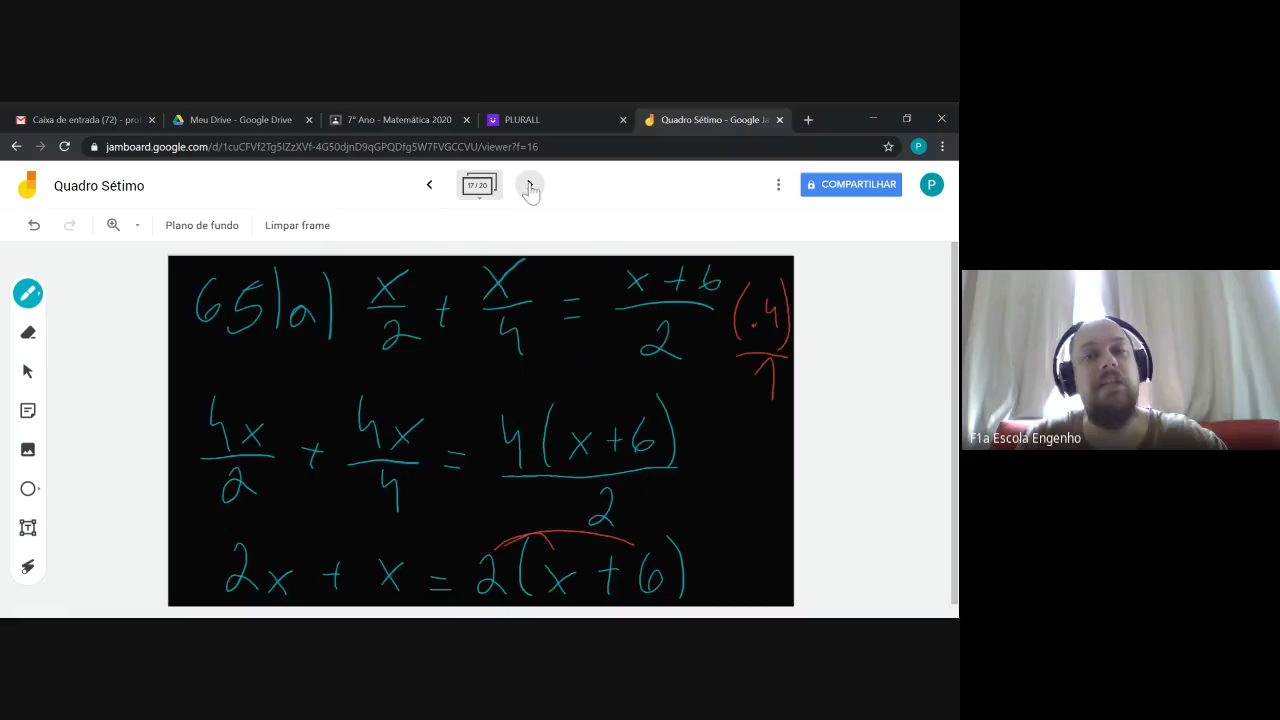 Caixa de entrada (72) - prof
Meu Drive - Google Drive
7° Ano - Matemática 2020
PLURALL
Quadro Sétimo - Google Ja
jamboard.google.com/d/1cuCFVf2Tg5IZzXVf-4G50djnD9qGPQDfg5W7FVGCCVU/viewer?f=16
P
Quadro Sétimo
17 / 20
COMPARTILHAR
P
Plano de fundo
Limpar frame
65)a) x/2 + x/4 = x + 6/2 (.4)/1
4x/2 + 4x/4 = 4(x+6)/2
2x + x = 2(x + 6)
F1a Escola Engenho